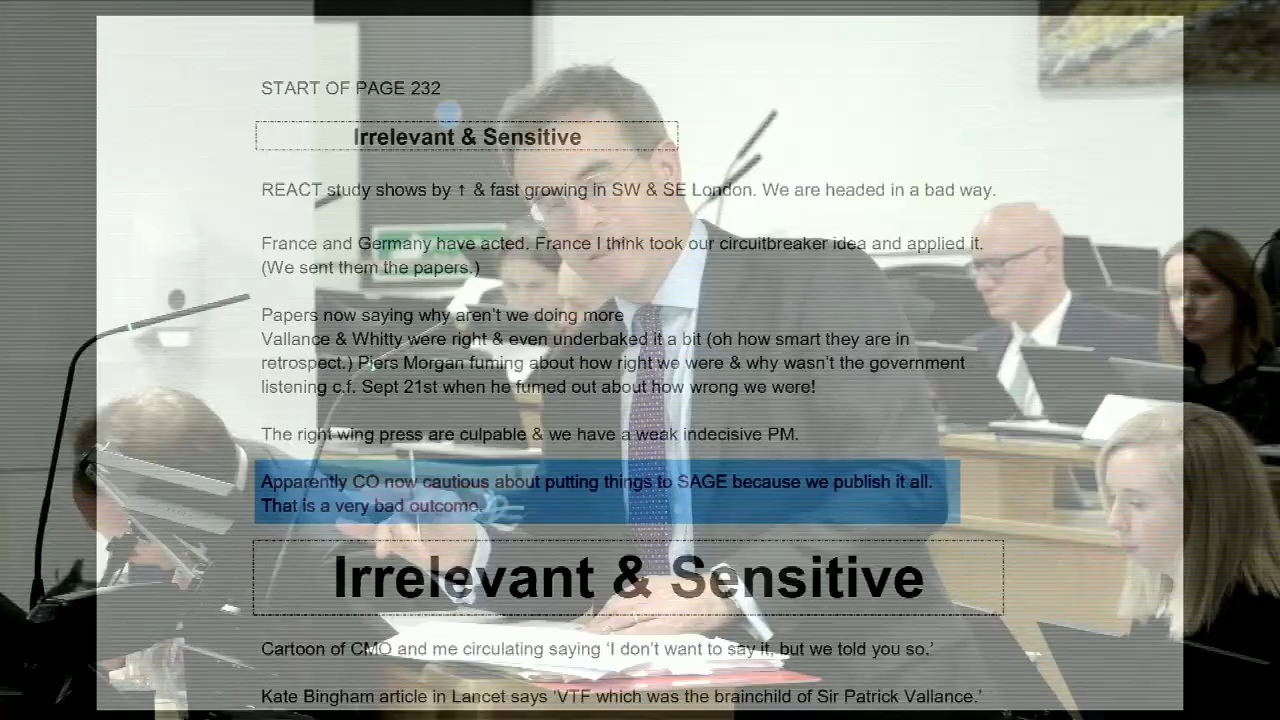 START OF PAGE 232
Irrelevant & Sensitive
REACT study shows by ↑ & fast growing in SW & SE London. We are headed in a bad way.
France and Germany have acted. France I think took our circuitbreaker idea and applied it.
(We sent them the papers.)
Papers now saying why aren't we doing more
Vallance & Whitty were right & even underbaked it a bit (oh how smart they are in
retrospect.) Piers Morgan fuming about how right we were & why wasn't the government
listening c.f. Sept 21st when he fumed out about how wrong we were!
The right wing press are culpable & we have a weak indecisive PM.
Apparently CO now cautious about putting things to SAGE because we publish it all.
That is a very bad outcome.
Irrelevant & Sensitive
Cartoon of CMO and me circulating saying 'I don't want to say it, but we told you so.'
Kate Bingham article in Lancet says 'VTF which was the brainchild of Sir Patrick Vallance.'